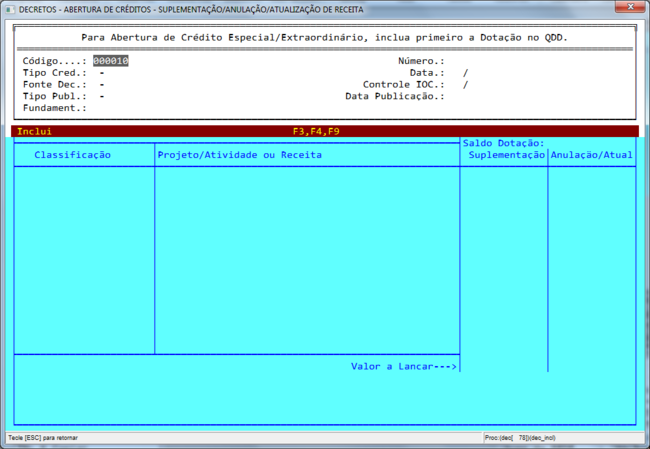 DECRETOS - ABERTURA DE CRÉDITOS - SUPLEMENTAÇÃO/ANULAÇÃO/ATUALIZAÇÃO DE RECEITA
Para Abertura de Crédito Especial/Extraordinário, inclua primeiro a Dotação no QDD.
Código....: 000010 Número.:
Tipo Cred.: - Data.: /
Fonte Dec.: - Controle IOC.: /
Tipo Publ.: - Data Publicação.:
Fundament.:
Inclui F3,F4,F9
Saldo Dotação:
Classificação Projeto/Atividade ou Receita Suplementação Anulação/Atual
Valor a Lancar--->
Tecle [ESC] para retornar Proc:(dec[ 78])(dec_incl)